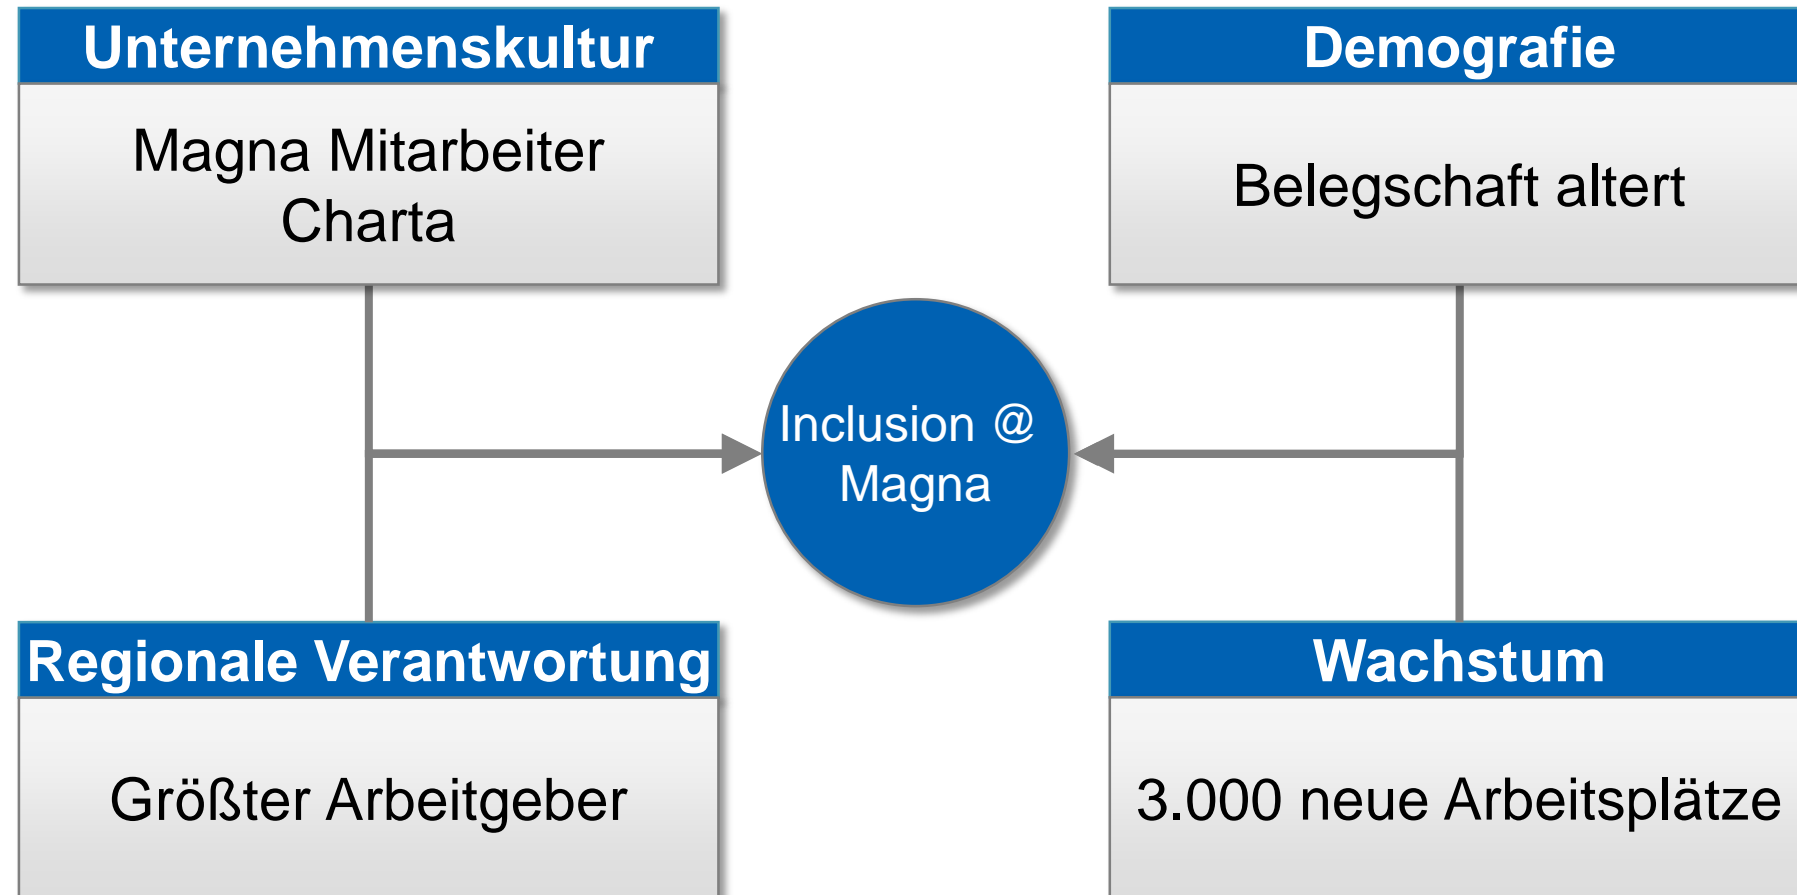 Unternehmenskultur
Magna Mitarbeiter
Charta
Demografie
Belegschaft altert
Inclusion @
Magna
Regionale Verantwortung
Größter Arbeitgeber
Wachstum
3.000 neue Arbeitsplätze